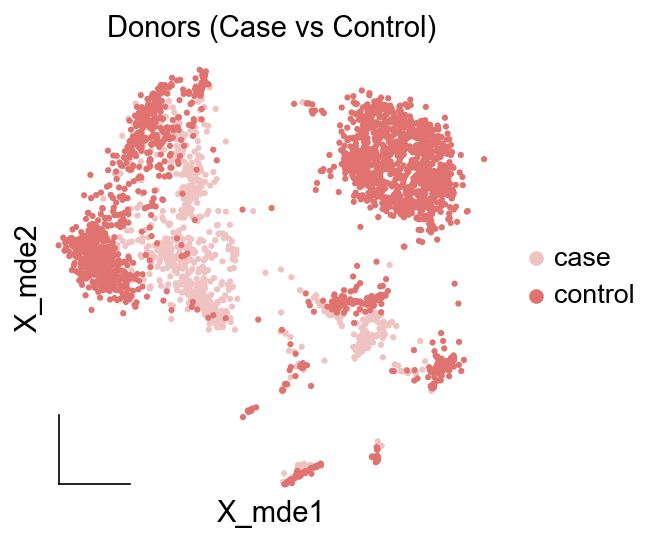 Donors (Case vs Control)
X_mde2
case
control
X_mde1